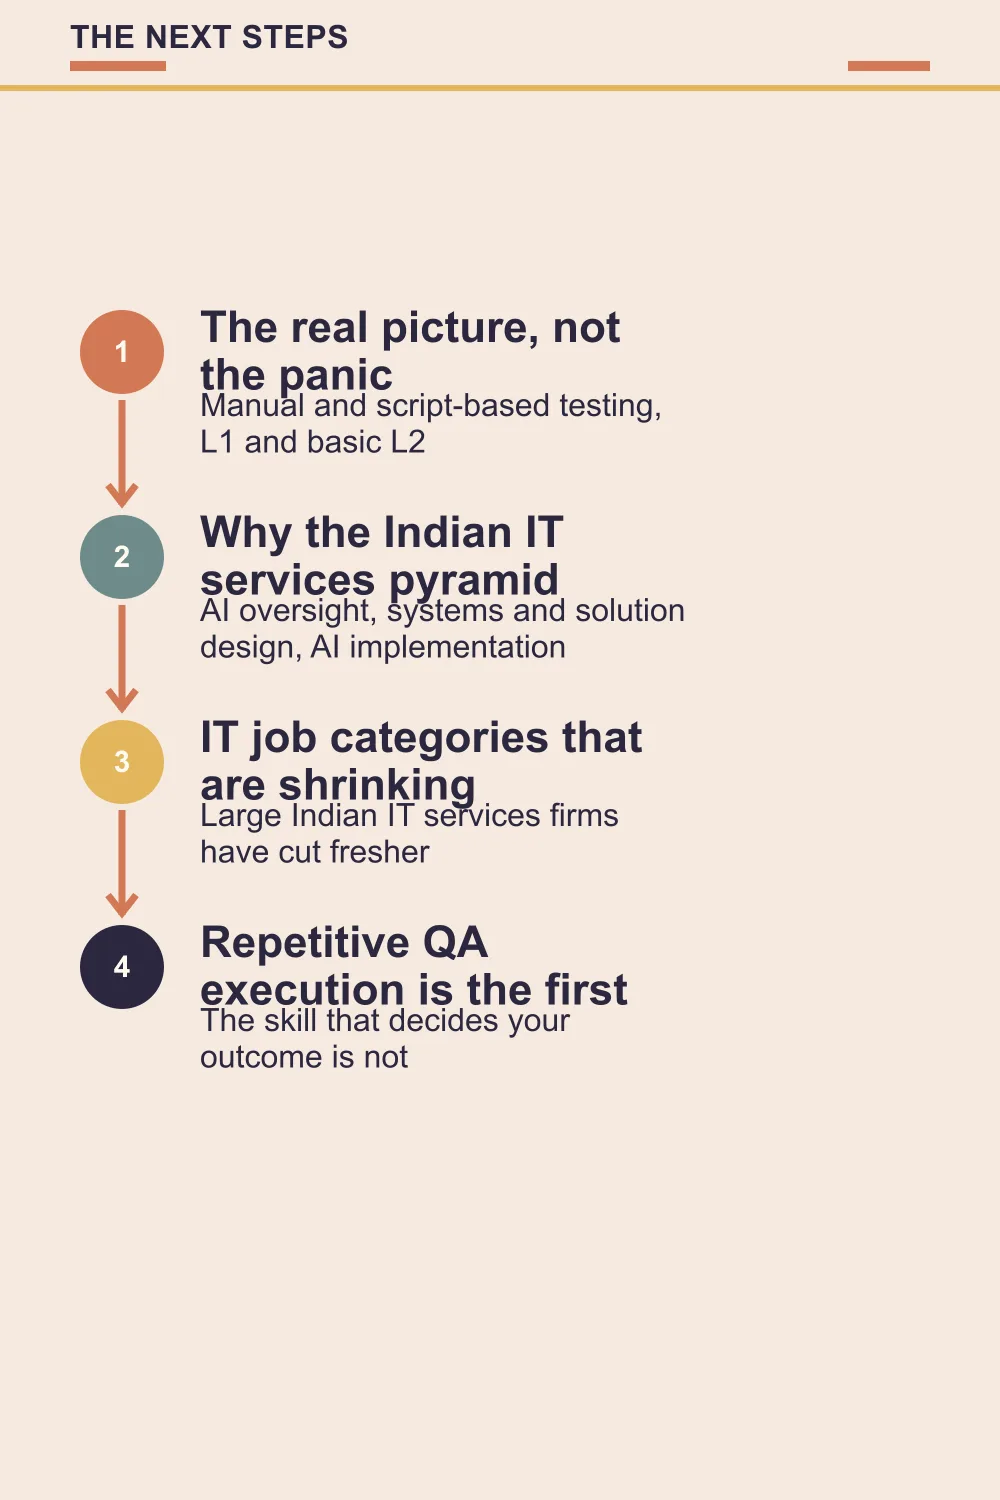 THE NEXT STEPS
1
The real picture, not
the panic
Manual and script-based testing,
L1 and basic L2
2
Why the Indian IT
services pyramid
AI oversight, systems and solution
design, AI implementation
3
IT job categories that
are shrinking
Large Indian IT services firms
have cut fresher
4
Repetitive QA
execution is the first
The skill that decides your
outcome is not